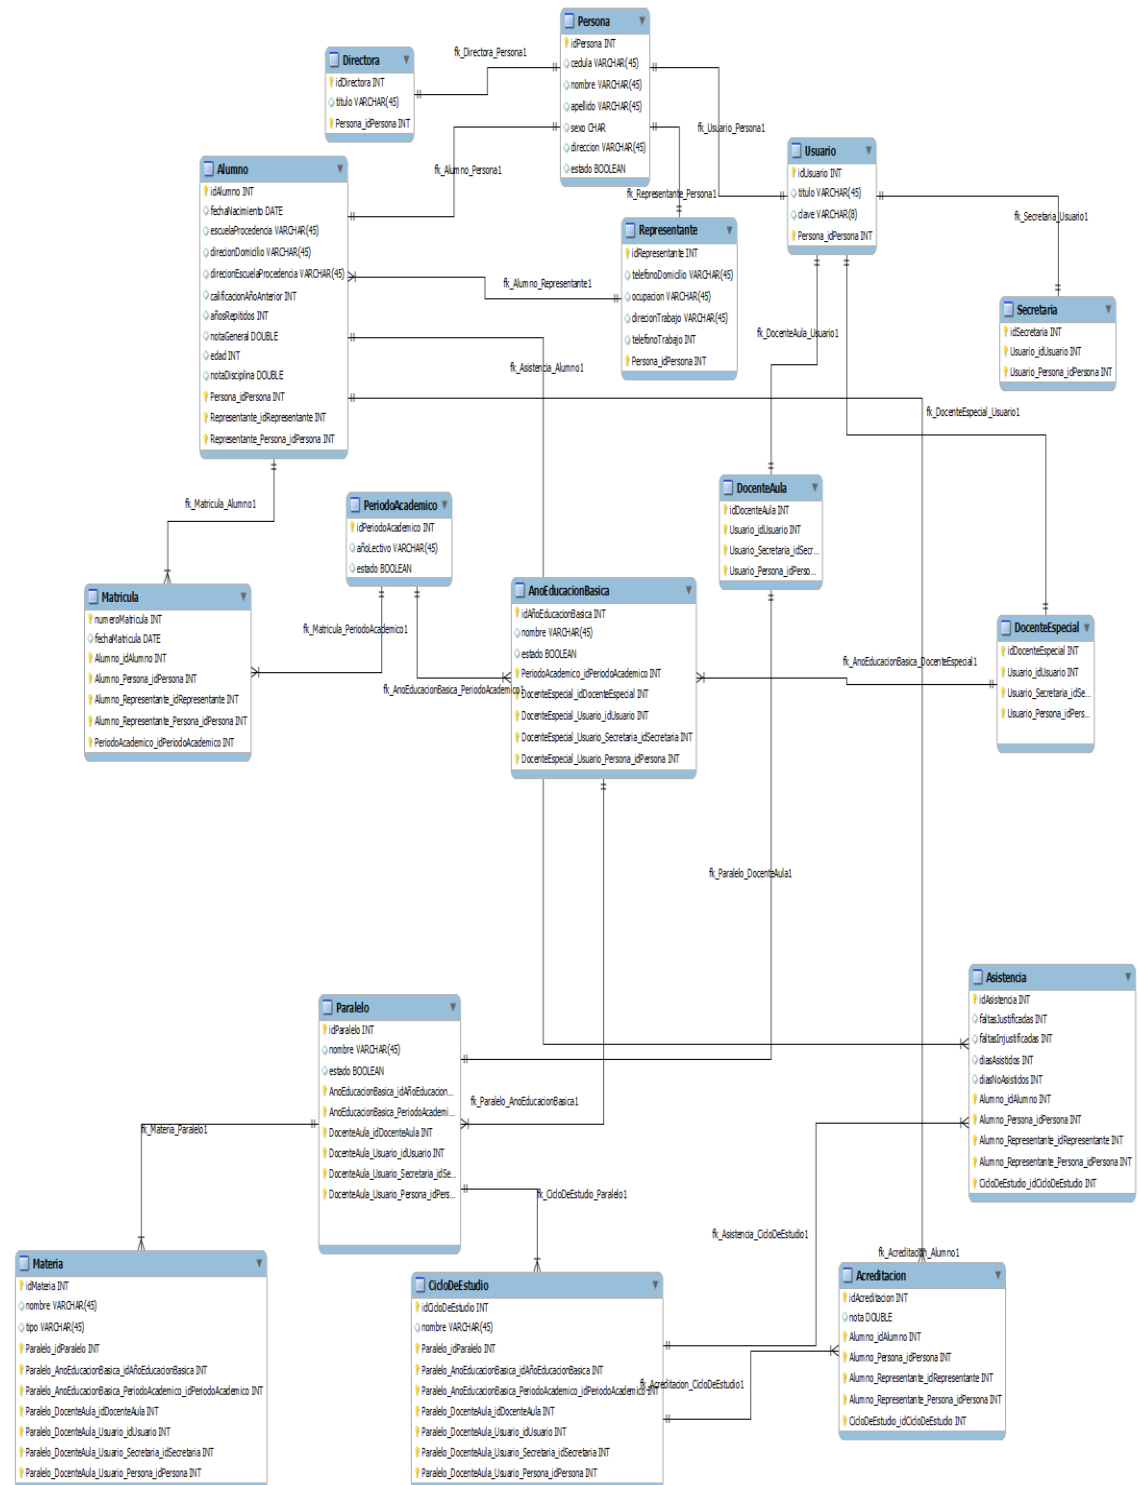 Persona
idPersona INT
cedula VARCHAR(45)
nombre VARCHAR(45)
apellido VARCHAR(45)
sexo CHAR
direccion VARCHAR(45)
estado BOOLEAN
fk_Directora_Persona1
Directora
idDirectora INT
titulo VARCHAR(45)
Persona_idPersona INT
fk_Usuario_Persona1
fk_Alumno_Persona1
fk_Representante_Persona1
Usuario
idUsuario INT
titulo VARCHAR(45)
clave VARCHAR(8)
Persona_idPersona INT
fk_Secretaria_Usuario1
Alumno
idAlumno INT
fechaNacimiento DATE
escuelaProcedencia VARCHAR(45)
direcionDomicilio VARCHAR(45)
direcionEscuelaProcedencia VARCHAR(45)
calificacionAñoAnterior INT
añosRepitidos INT
notaGeneral DOUBLE
edad INT
notaDisciplina DOUBLE
Persona_idPersona INT
Representante_idRepresentante INT
Representante_Persona_idPersona INT
Representante
idRepresentante INT
telefonoDomicilio VARCHAR(45)
ocupacion VARCHAR(45)
direcionTrabajo VARCHAR(45)
telefonoTrabajo INT
Persona_idPersona INT
fk_Alumno_Representante1
Secretaria
idSecretaria INT
Usuario_idUsuario INT
Usuario_Persona_idPersona INT
fk_DocenteAula_Usuario1
fk_Asistencia_Alumno1
fk_DocenteEspecial_Usuario1
fk_Matricula_Alumno1
PeriodoAcademico
idPeriodoAcademico INT
añoLectivo VARCHAR(45)
estado BOOLEAN
DocenteAula
idDocenteAula INT
Usuario_idUsuario INT
Usuario_Secretaria_idSecr...
Usuario_Persona_idPerso...
Matricula
numeroMatricula INT
fechaMatricula DATE
Alumno_idAlumno INT
Alumno_Persona_idPersona INT
Alumno_Representante_idRepresentante INT
Alumno_Representante_Persona_idPersona INT
PeriodoAcademico_idPeriodoAcademico INT
fk_Matricula_PeriodoAcademico1
fk_AnoEducacionBasica_PeriodoAcademico1
AnoEducacionBasica
idAñoEducacionBasica INT
nombre VARCHAR(45)
estado BOOLEAN
PeriodoAcademico_idPeriodoAcademico INT
DocenteEspecial_idDocenteEspecial INT
DocenteEspecial_Usuario_idUsuario INT
DocenteEspecial_Usuario_Secretaria_idSecretaria INT
DocenteEspecial_Usuario_Persona_idPersona INT
fk_AnoEducacionBasica_DocenteEspecial1
DocenteEspecial
idDocenteEspecial INT
Usuario_idUsuario INT
Usuario_Secretaria_idSe...
Usuario_Persona_idPers...
fk_Paralelo_DocenteAula1
Paralelo
idParalelo INT
nombre VARCHAR(45)
estado BOOLEAN
AnoEducacionBasica_idAñoEducacion...
AnoEducacionBasica_PeriodoAcademi...
DocenteAula_idDocenteAula INT
DocenteAula_Usuario_idUsuario INT
DocenteAula_Usuario_Secretaria_idSe...
DocenteAula_Usuario_Persona_idPers...
fk_Paralelo_AnoEducacionBasica1
Asistencia
idAsistencia INT
faltasJustificadas INT
faltasInjustificadas INT
diasAsistidos INT
diasNoAsistidos INT
Alumno_idAlumno INT
Alumno_Persona_idPersona INT
Alumno_Representante_idRepresentante INT
Alumno_Representante_Persona_idPersona INT
CicloDeEstudio_idCicloDeEstudio INT
fk_Materia_Paralelo1
fk_CicloDeEstudio_Paralelo1
fk_Asistencia_CicloDeEstudio1
fk_Acreditacion_Alumno1
Materia
idMateria INT
nombre VARCHAR(45)
tipo VARCHAR(45)
Paralelo_idParalelo INT
Paralelo_AnoEducacionBasica_idAñoEducacionBasica INT
Paralelo_AnoEducacionBasica_PeriodoAcademico_idPeriodoAcademico INT
Paralelo_DocenteAula_idDocenteAula INT
Paralelo_DocenteAula_Usuario_idUsuario INT
Paralelo_DocenteAula_Usuario_Secretaria_idSecretaria INT
Paralelo_DocenteAula_Usuario_Persona_idPersona INT
CicloDeEstudio
idCicloDeEstudio INT
nombre VARCHAR(45)
Paralelo_idParalelo INT
Paralelo_AnoEducacionBasica_idAñoEducacionBasica INT
Paralelo_AnoEducacionBasica_PeriodoAcademico_idPeriodoAcademico INT
Paralelo_DocenteAula_idDocenteAula INT
Paralelo_DocenteAula_Usuario_idUsuario INT
Paralelo_DocenteAula_Usuario_Secretaria_idSecretaria INT
Paralelo_DocenteAula_Usuario_Persona_idPersona INT
fk_Acreditacion_CicloDeEstudio1
Acreditacion
idAcreditacion INT
nota DOUBLE
Alumno_idAlumno INT
Alumno_Persona_idPersona INT
Alumno_Representante_idRepresentante INT
Alumno_Representante_Persona_idPersona INT
CicloDeEstudio_idCicloDeEstudio INT